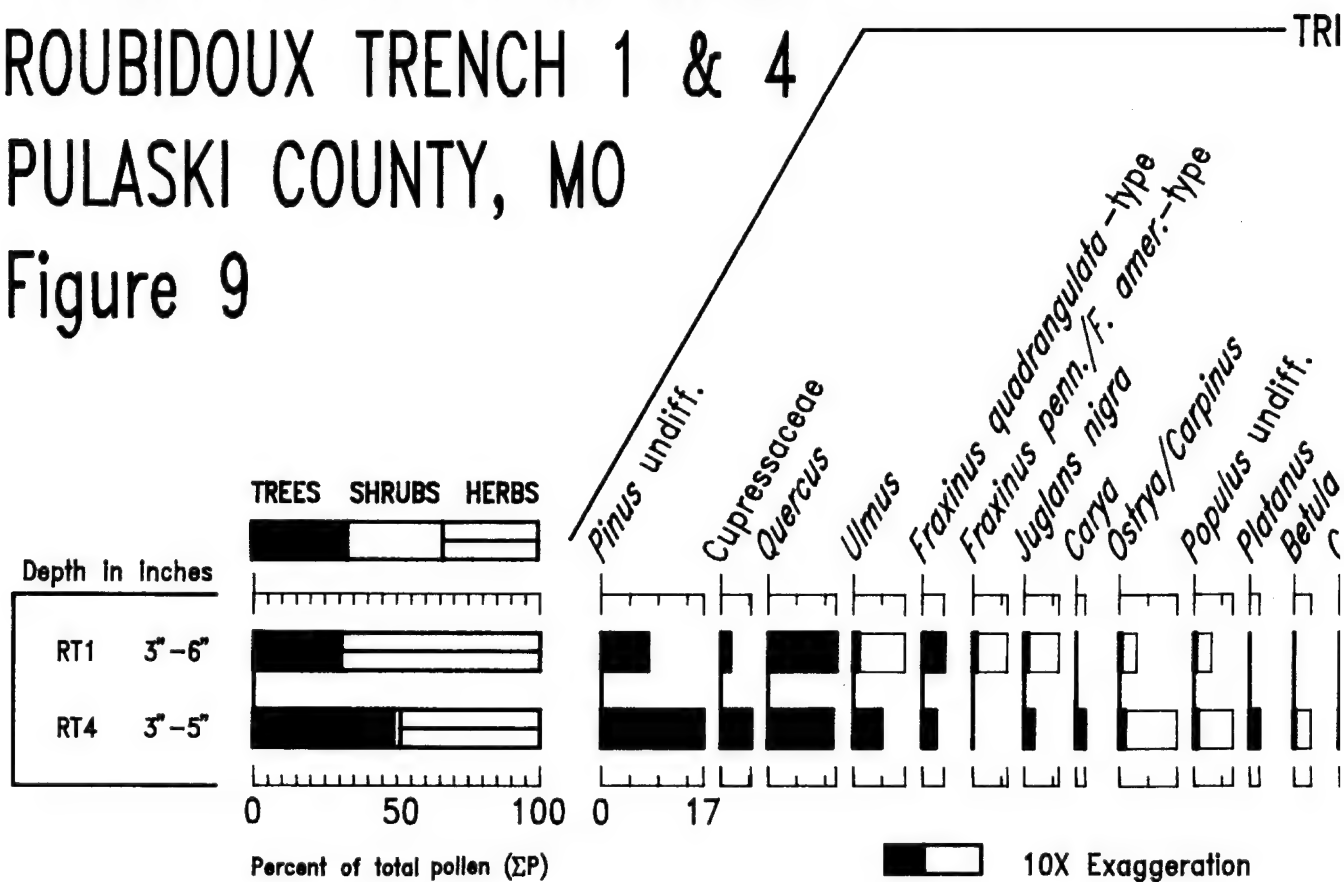 ROUBIDOUX TRENCH 1 & 4
PULASKI COUNTY, MO
Figure 9
TRI
Pinus undiff.
Cupressaceae
Quercus
Ulmus
Fraxinus quadrangulata-type
Fraxinus penn./F. amer.-type
Juglans nigra
Carya
Ostrya/Carpinus
Populus undiff.
Platanus
Betula
TREES SHRUBS HERBS
Depth in inches
RT1 3"-6"
RT4 3"-5"
0 50 100 0 17
Percent of total pollen (ΣP)
10X Exaggeration